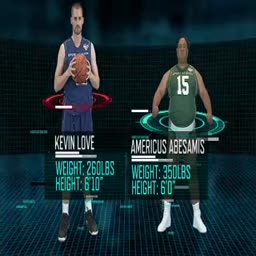 KEVIN LOVE
WEIGHT: 260LBS
HEIGHT: 6'10"
15
AMERICUS ABESAMIS
WEIGHT: 350LBS
HEIGHT: 6'0"